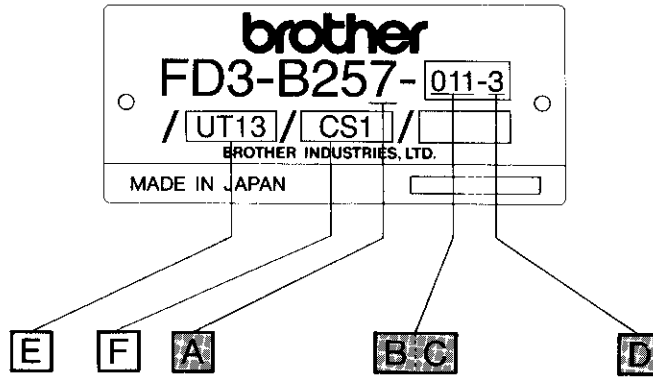 brother
FD3-B257-011-3
/UT13/CS1/
BROTHER INDUSTRIES, LTD.
MADE IN JAPAN
E F A B C D